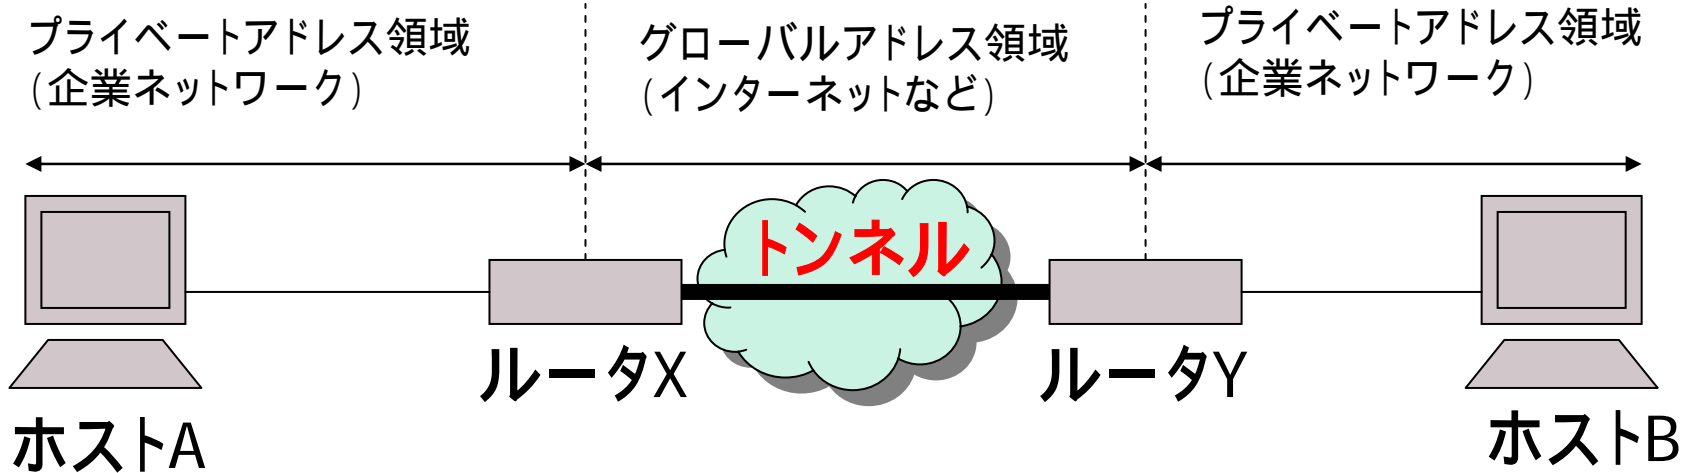 プライベートアドレス領域
(企業ネットワーク)
グローバルアドレス領域
(インターネットなど)
プライベートアドレス領域
(企業ネットワーク)
トンネル
ルータX
ルータY
ホストA
ホストB